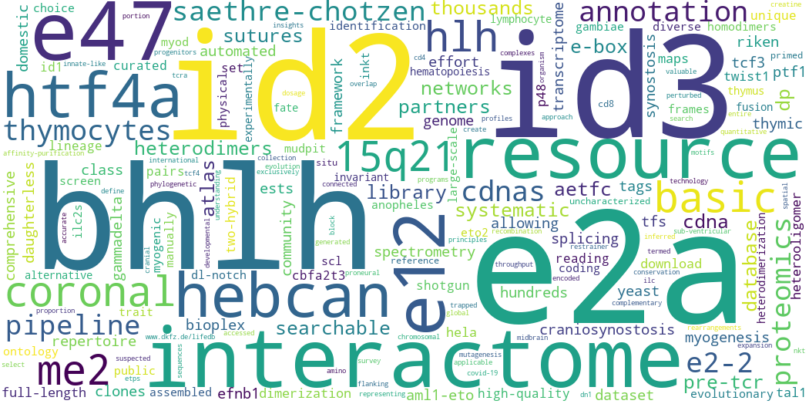 e47
domestic
choice
portion
saethre-chotzen
sutures
automated
myod
progenitors
id1
innate-like
curated
id2
id3
hlh
thousands
insights
select
lymphocyte
identification
annotation
unique
creatine
gambiae
diverse
homodimers
e-box
riken
maps
tcf3
primed
valuable
twist1
ptf1
htf4a
thymocytes
tcra
physical
set
experimentally
inkt
dosage
fate
overlap
framework
cd4
hematopoiesis
effort
profiles
complexes
networks
partners
genome
p48
organism
transcriptome
cd8
approach
synostosis
perturbed
thymus
frames
search
entire
quantitative
fusion
thymic
dp
motifs
lineage
affinity-purification
heterodimers
mudpit
15q21
large-scale
create
resource
comprehensive
daughterless
class
screen
define
ilc2s
international
tcf4
pairs
phylogenetic
accurate
cranial
myogenic
gammadelta
manually
atlas
developmental
collection
evolution
exclusively
understanding
two-hybrid
situ
connected
ests
community
invariant
programs
library
anopheles
block
generated
bhlh
cdnas
aetfc
tags
uncharacterized
technology
basic
spatial
systematic
eto2
recombination
allowing
principles
tfs
cdna
restrainer
inferred
sub-ventricular
termed
splicing
reading
coding
encoded
conservation
ilc
yeast
complementary
database
heterodimerization
download
proteomics
heterooligomer
rearrangements
spectrometry
reference
throughput
shotgun
trapped
global
hundreds
e12
e2a
alternative
dl-notch
scl
cbfa2t3
proneural
coronal
hebcan
pipeline
trait
proportion
bioplex
searchable
www.dkfz.de/lifedb
accessed
hela
chromosomal
mutagenesis
midbrain
applicable
covid-19
craniosynostosis
myogenesis
expansion
e2-2
nkt
pre-tcr
evolutionary
tal1
repertoire
ontology
select
public
etps
suspected
me2
interactome
sequences
survey
amino
flanking
representing
dn1
full-length
clones
assembled
efnb1
dimerization
aml1-eto
high-quality
dataset